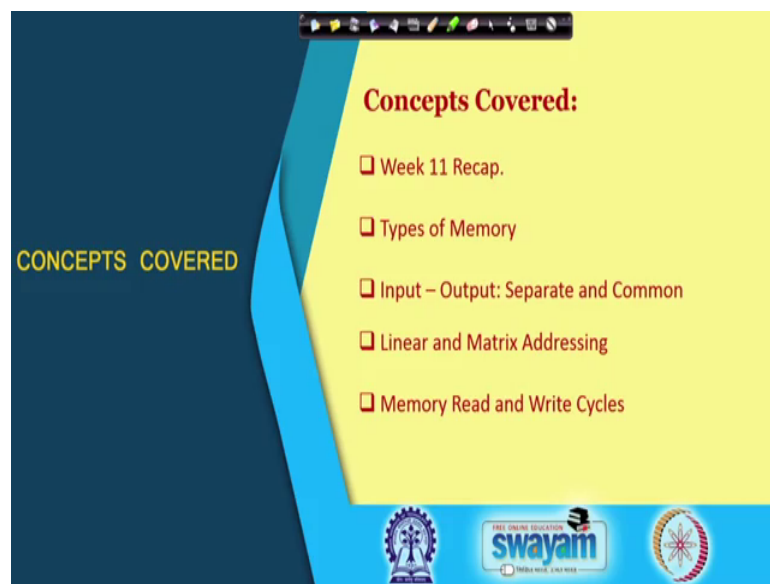 Concepts Covered:
Week 11 Recap.
Types of Memory
CONCEPTS COVERED
Input – Output: Separate and Common
Linear and Matrix Addressing
Memory Read and Write Cycles
FREE ONLINE EDUCATION
swayam